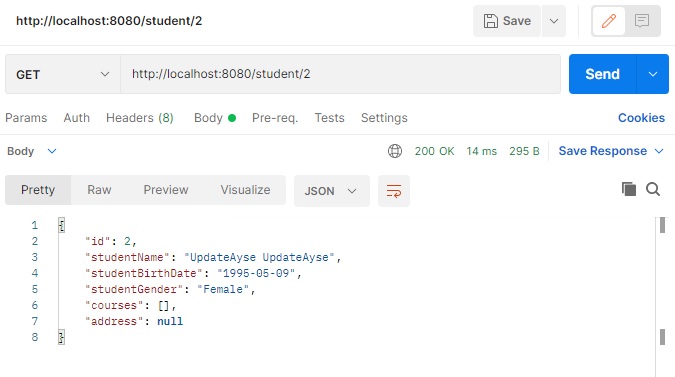 http://localhost:8080/student/2 Save
GET http://localhost:8080/student/2 Send
Params Auth Headers (8) Body Pre-req. Tests Settings Cookies
Body 200 OK 14 ms 295 B Save Response
Pretty Raw Preview Visualize JSON
1 {
2 "id": 2,
3 "studentName": "UpdateAyse UpdateAyse",
4 "studentBirthDate": "1995-05-09",
5 "studentGender": "Female",
6 "courses": [],
7 "address": null
8 }